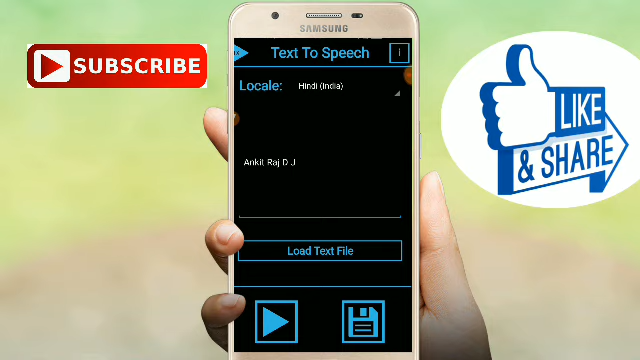 SUBSCRIBE
SAMSUNG
Text To Speech
Locale:
Hindi (India)
Ankit Raj D J
Load Text File
LIKE
& SHARE